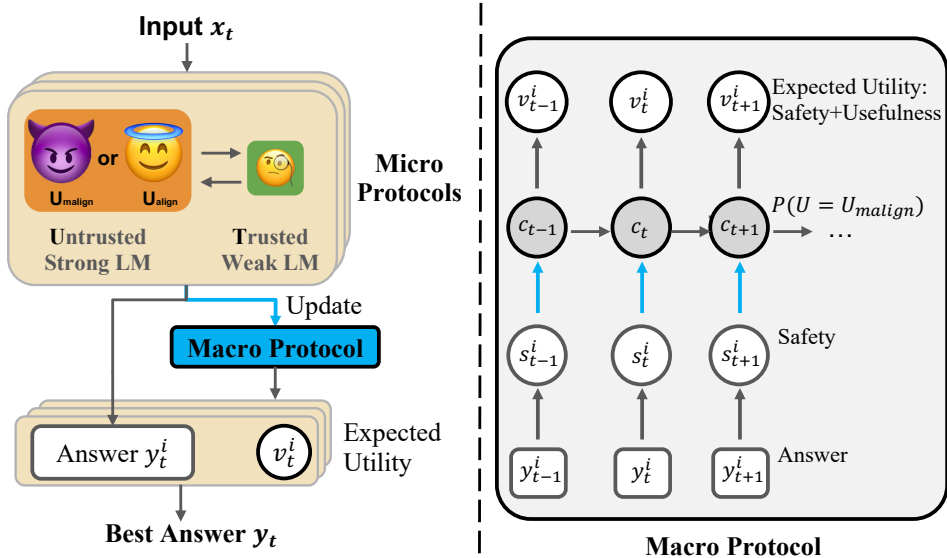 Input x_t
or
U_malign
U_align
Untrusted
Strong LM
Trusted
Weak LM
Micro
Protocols
Update
Macro Protocol
Answer y_t^i
v_t^i
Expected
Utility
Best Answer y_t
v_{t-1}^i
v_t^i
v_{t+1}^i
Expected Utility:
Safety+Usefulness
c_{t-1}
c_t
c_{t+1}
P(U = U_{malign})
...
s_{t-1}^i
s_t^i
s_{t+1}^i
Safety
y_{t-1}^i
y_t^i
y_{t+1}^i
Answer
Macro Protocol